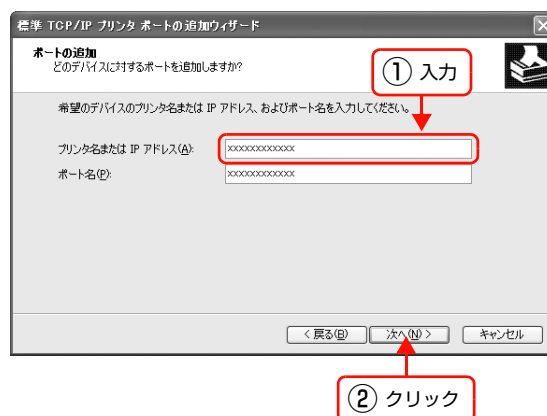 標準 TCP/IP プリンタ ポートの追加ウィザード
ポートの追加
どのデバイスに対するポートを追加しますか?
① 入力
希望のデバイスのプリンタ名または IP アドレス、およびポート名を入力してください。
プリンタ名または IP アドレス(A): xxxxxxxxxxxx
ポート名(P): xxxxxxxxxxxx
< 戻る(B) 次へ(N) > キャンセル
② クリック